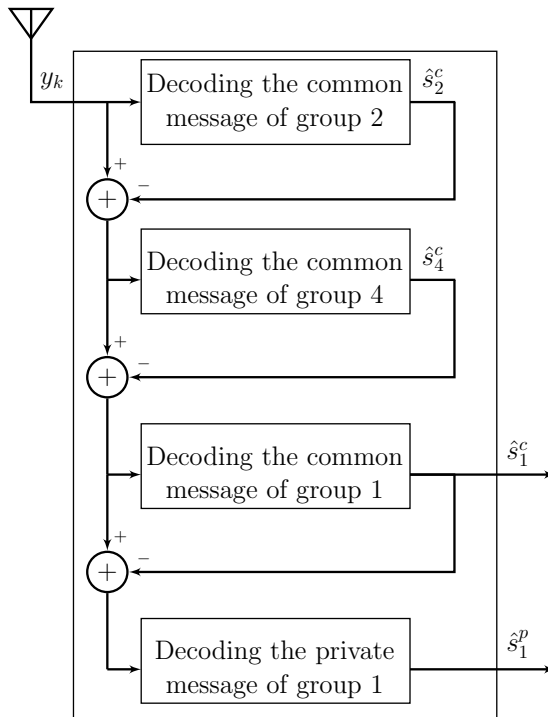 y_k
Decoding the common
message of group 2
ŝ_2^c
+
−
+
Decoding the common
message of group 4
ŝ_4^c
+
−
+
Decoding the common
message of group 1
ŝ_1^c
+
−
+
Decoding the private
message of group 1
ŝ_1^p